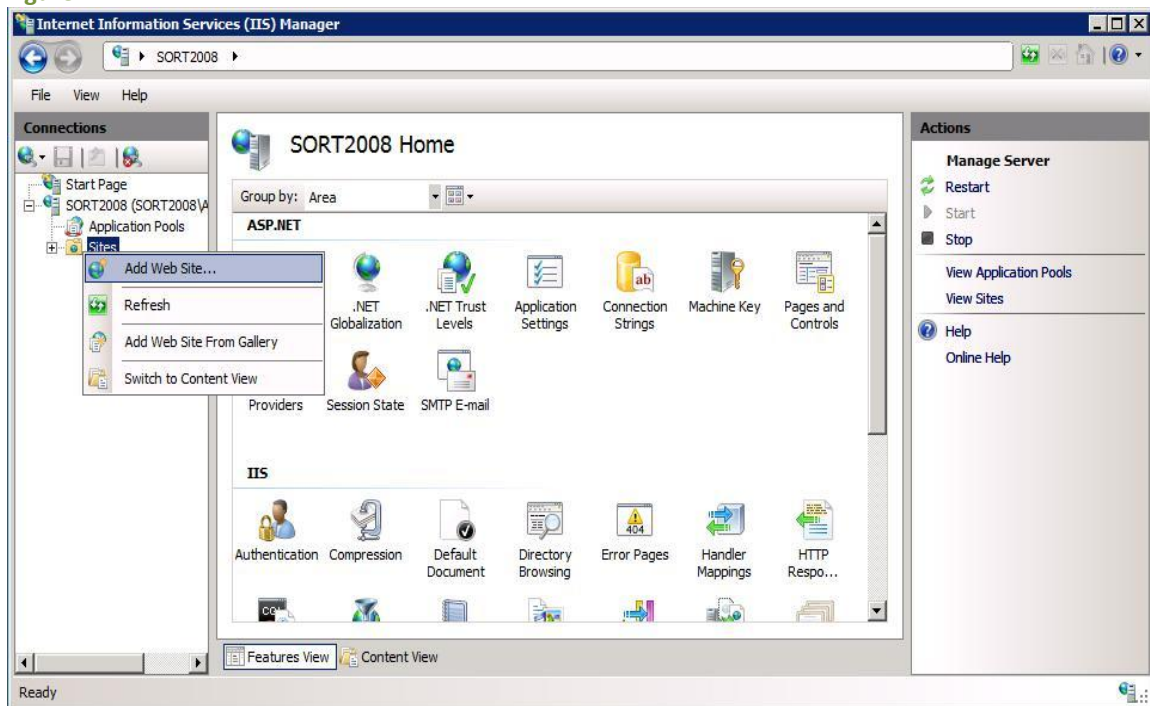 Internet Information Services (IIS) Manager
SORT2008
File View Help
Connections
Start Page
SORT2008 (SORT2008\A
Application Pools
Sites
Add Web Site...
Refresh
Add Web Site From Gallery
Switch to Content View
SORT2008 Home
Group by: Area
ASP.NET
.NET Globalization
.NET Trust Levels
Application Settings
Connection Strings
Machine Key
Pages and Controls
Providers
Session State
SMTP E-mail
IIS
Authentication
Compression
Default Document
Directory Browsing
Error Pages
Handler Mappings
HTTP Respo...
Features View
Content View
Actions
Manage Server
Restart
Start
Stop
View Application Pools
View Sites
Help
Online Help
Ready